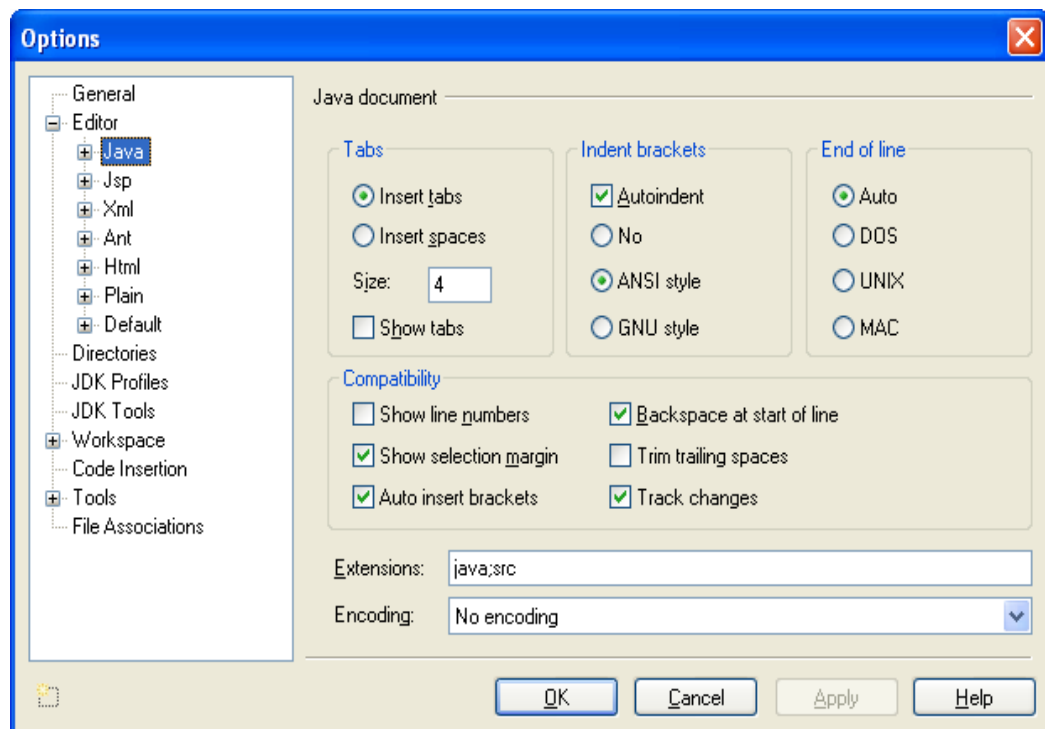 Options
General
Editor
Java
Jsp
Xml
Ant
Html
Plain
Default
Directories
JDK Profiles
JDK Tools
Workspace
Code Insertion
Tools
File Associations
Java document
Tabs
Insert tabs
Insert spaces
Size: 4
Show tabs
Indent brackets
Autoindent
No
ANSI style
GNU style
End of line
Auto
DOS
UNIX
MAC
Compatibility
Show line numbers
Show selection margin
Auto insert brackets
Backspace at start of line
Trim trailing spaces
Track changes
Extensions: java;src
Encoding: No encoding
OK Cancel Apply Help